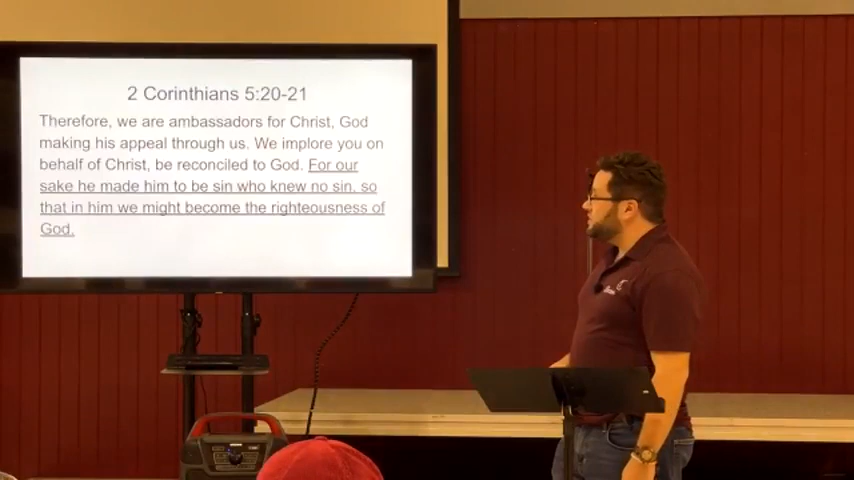 2 Corinthians 5:20-21
Therefore, we are ambassadors for Christ, God
making his appeal through us. We implore you on
behalf of Christ, be reconciled to God. For our
sake he made him to be sin who knew no sin, so
that in him we might become the righteousness of
God.